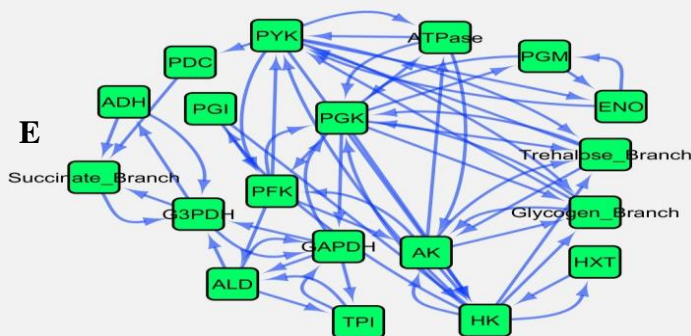 PYK
ATPase
PDC
PGM
ADH
PGI
ENO
PGK
E
Trehalose_Branch
Succinate_Branch
PFK
G3PDH
Glycogen_Branch
GAPDH
AK
HXT
ALD
TPI
HK